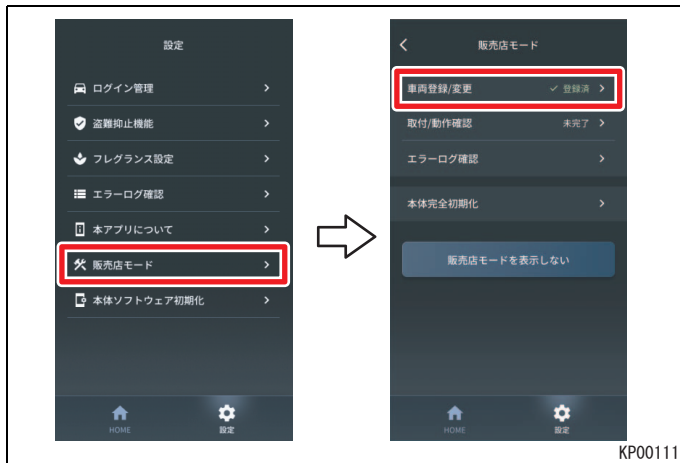 設定
ログイン管理
盗難抑止機能
フレグランス設定
エラーログ確認
本アプリについて
販売店モード
本体ソフトウェア初期化
HOME 設定
販売店モード
車両登録/変更 登録済
取付/動作確認 未完了
エラーログ確認
本体完全初期化
販売店モードを表示しない
HOME 設定
KP00111